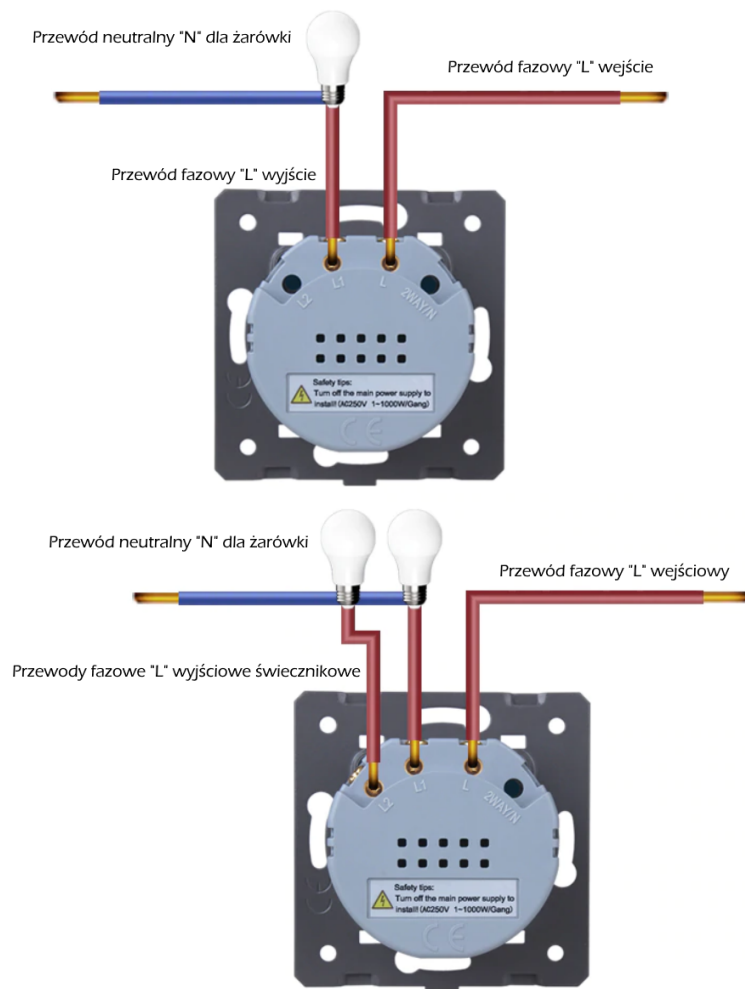 Przewód neutralny "N" dla żarówki
Przewód fazowy "L" wejście
Przewód fazowy "L" wyjście
L2
L1
L
2WAY/N
Safety tips:
Turn off the main power supply to
install! (AC250V 1~1000W/Gang)
CE
CE
Przewód neutralny "N" dla żarówki
Przewód fazowy "L" wejściowy
Przewody fazowe "L" wyjściowe świecznikowe
L2
L1
L
2WAY/N
Safety tips:
Turn off the main power supply to
install! (AC250V 1~1000W/Gang)
CE
CE